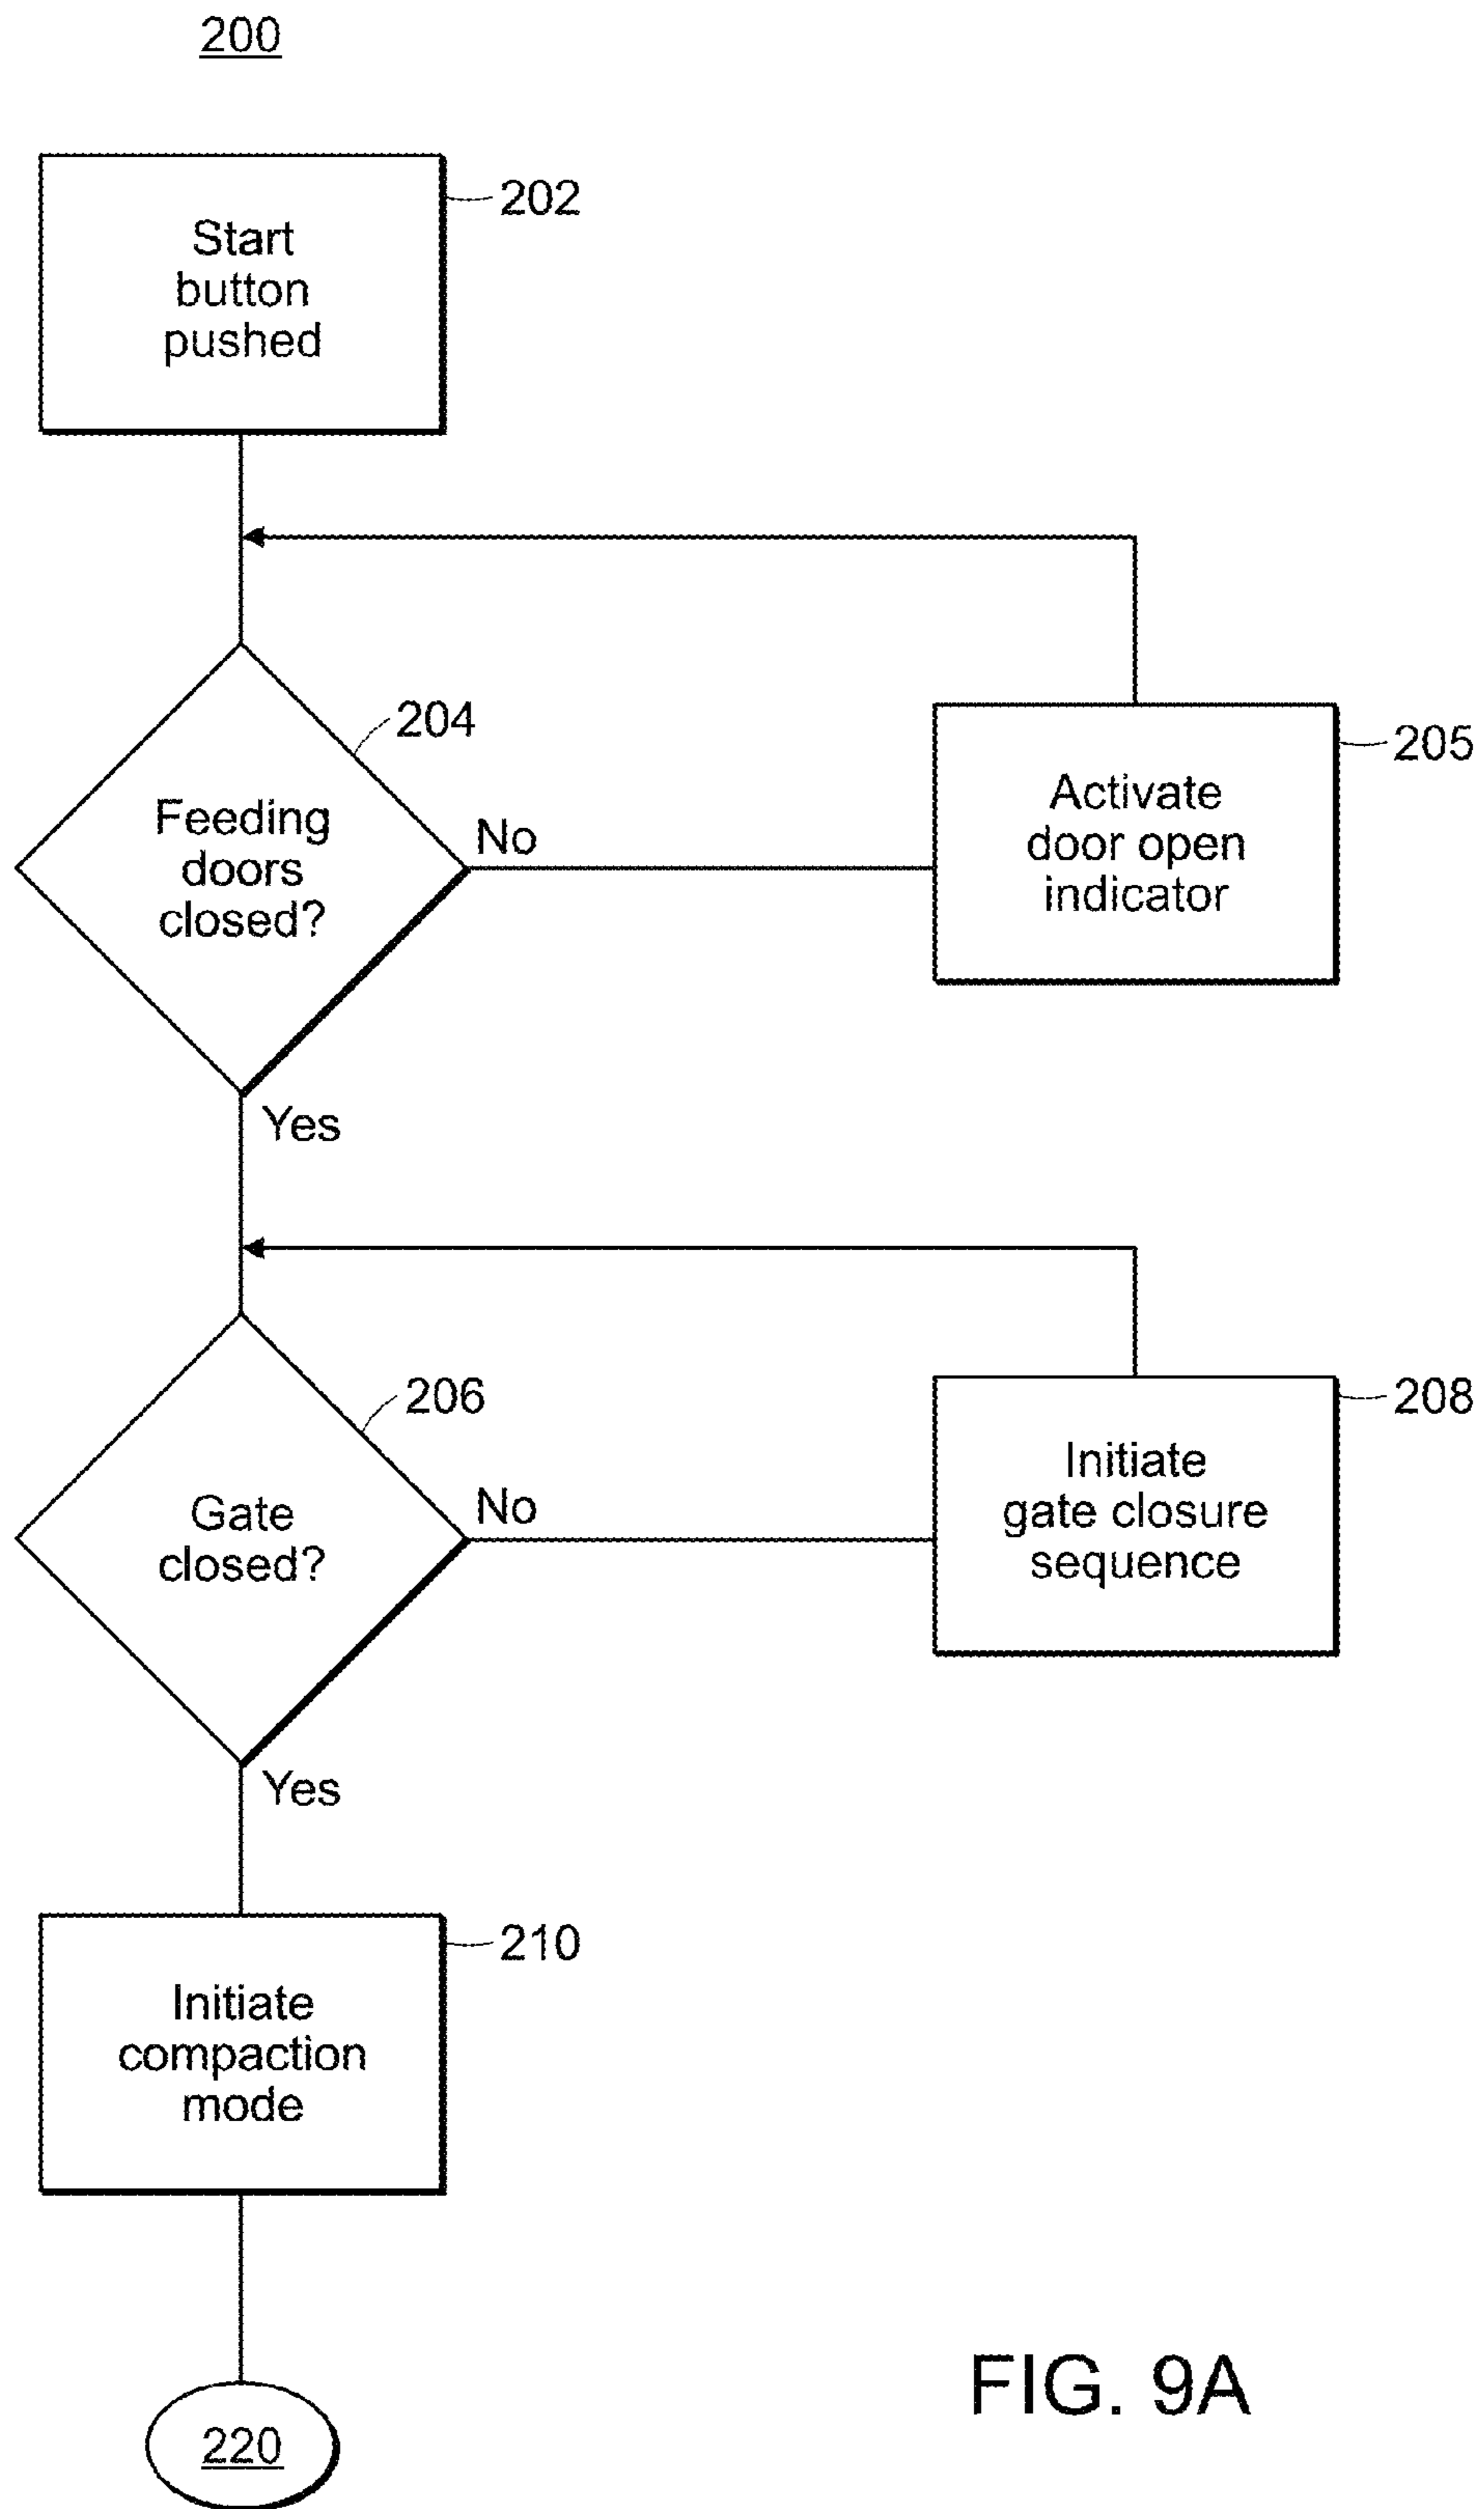 200
Start
button
pushed
202
Feeding
doors
closed?
204
No
Activate
door open
indicator
205
Yes
Gate
closed?
206
No
Initiate
gate closure
sequence
208
Yes
Initiate
compaction
mode
210
220
FIG. 9A